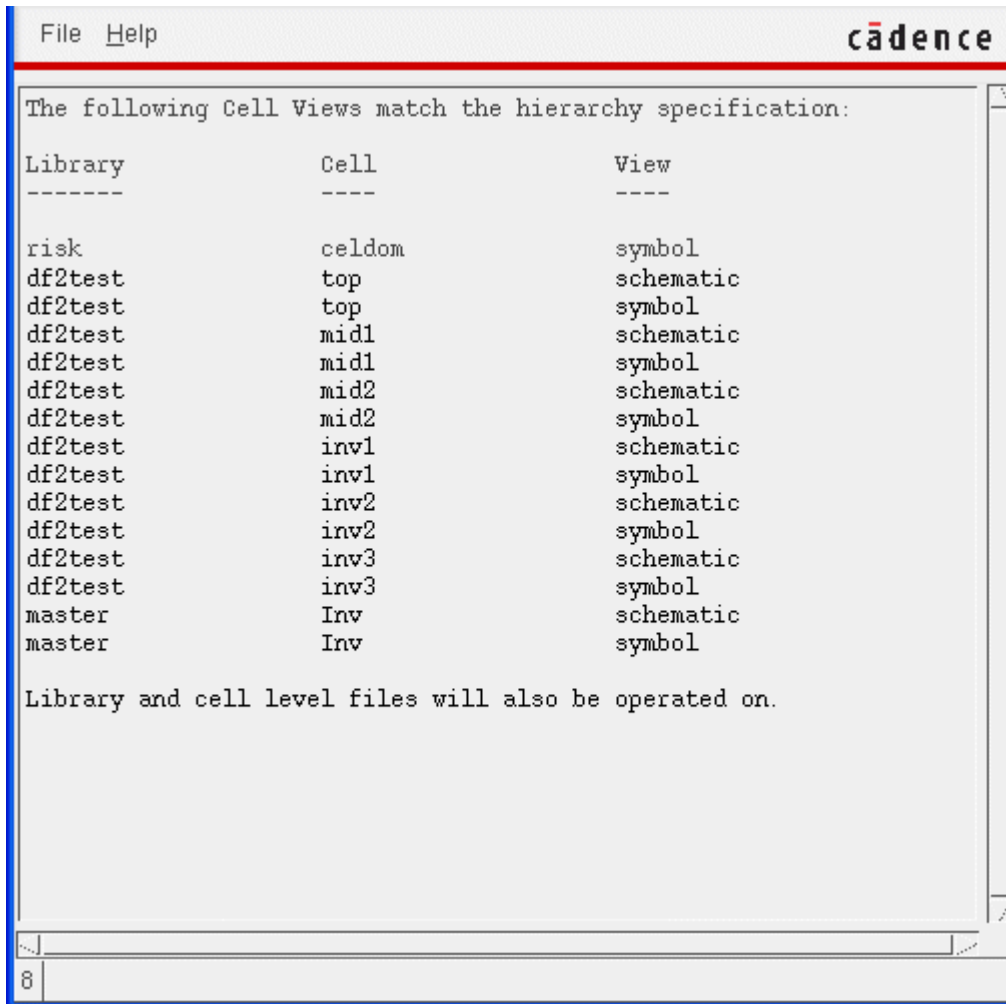 File Help cādence
The following Cell Views match the hierarchy specification:
Library Cell View
------- ---- ----
risk celdom symbol
df2test top schematic
df2test top symbol
df2test mid1 schematic
df2test mid1 symbol
df2test mid2 schematic
df2test mid2 symbol
df2test inv1 schematic
df2test inv1 symbol
df2test inv2 schematic
df2test inv2 symbol
df2test inv3 schematic
df2test inv3 symbol
master Inv schematic
master Inv symbol
Library and cell level files will also be operated on.
8